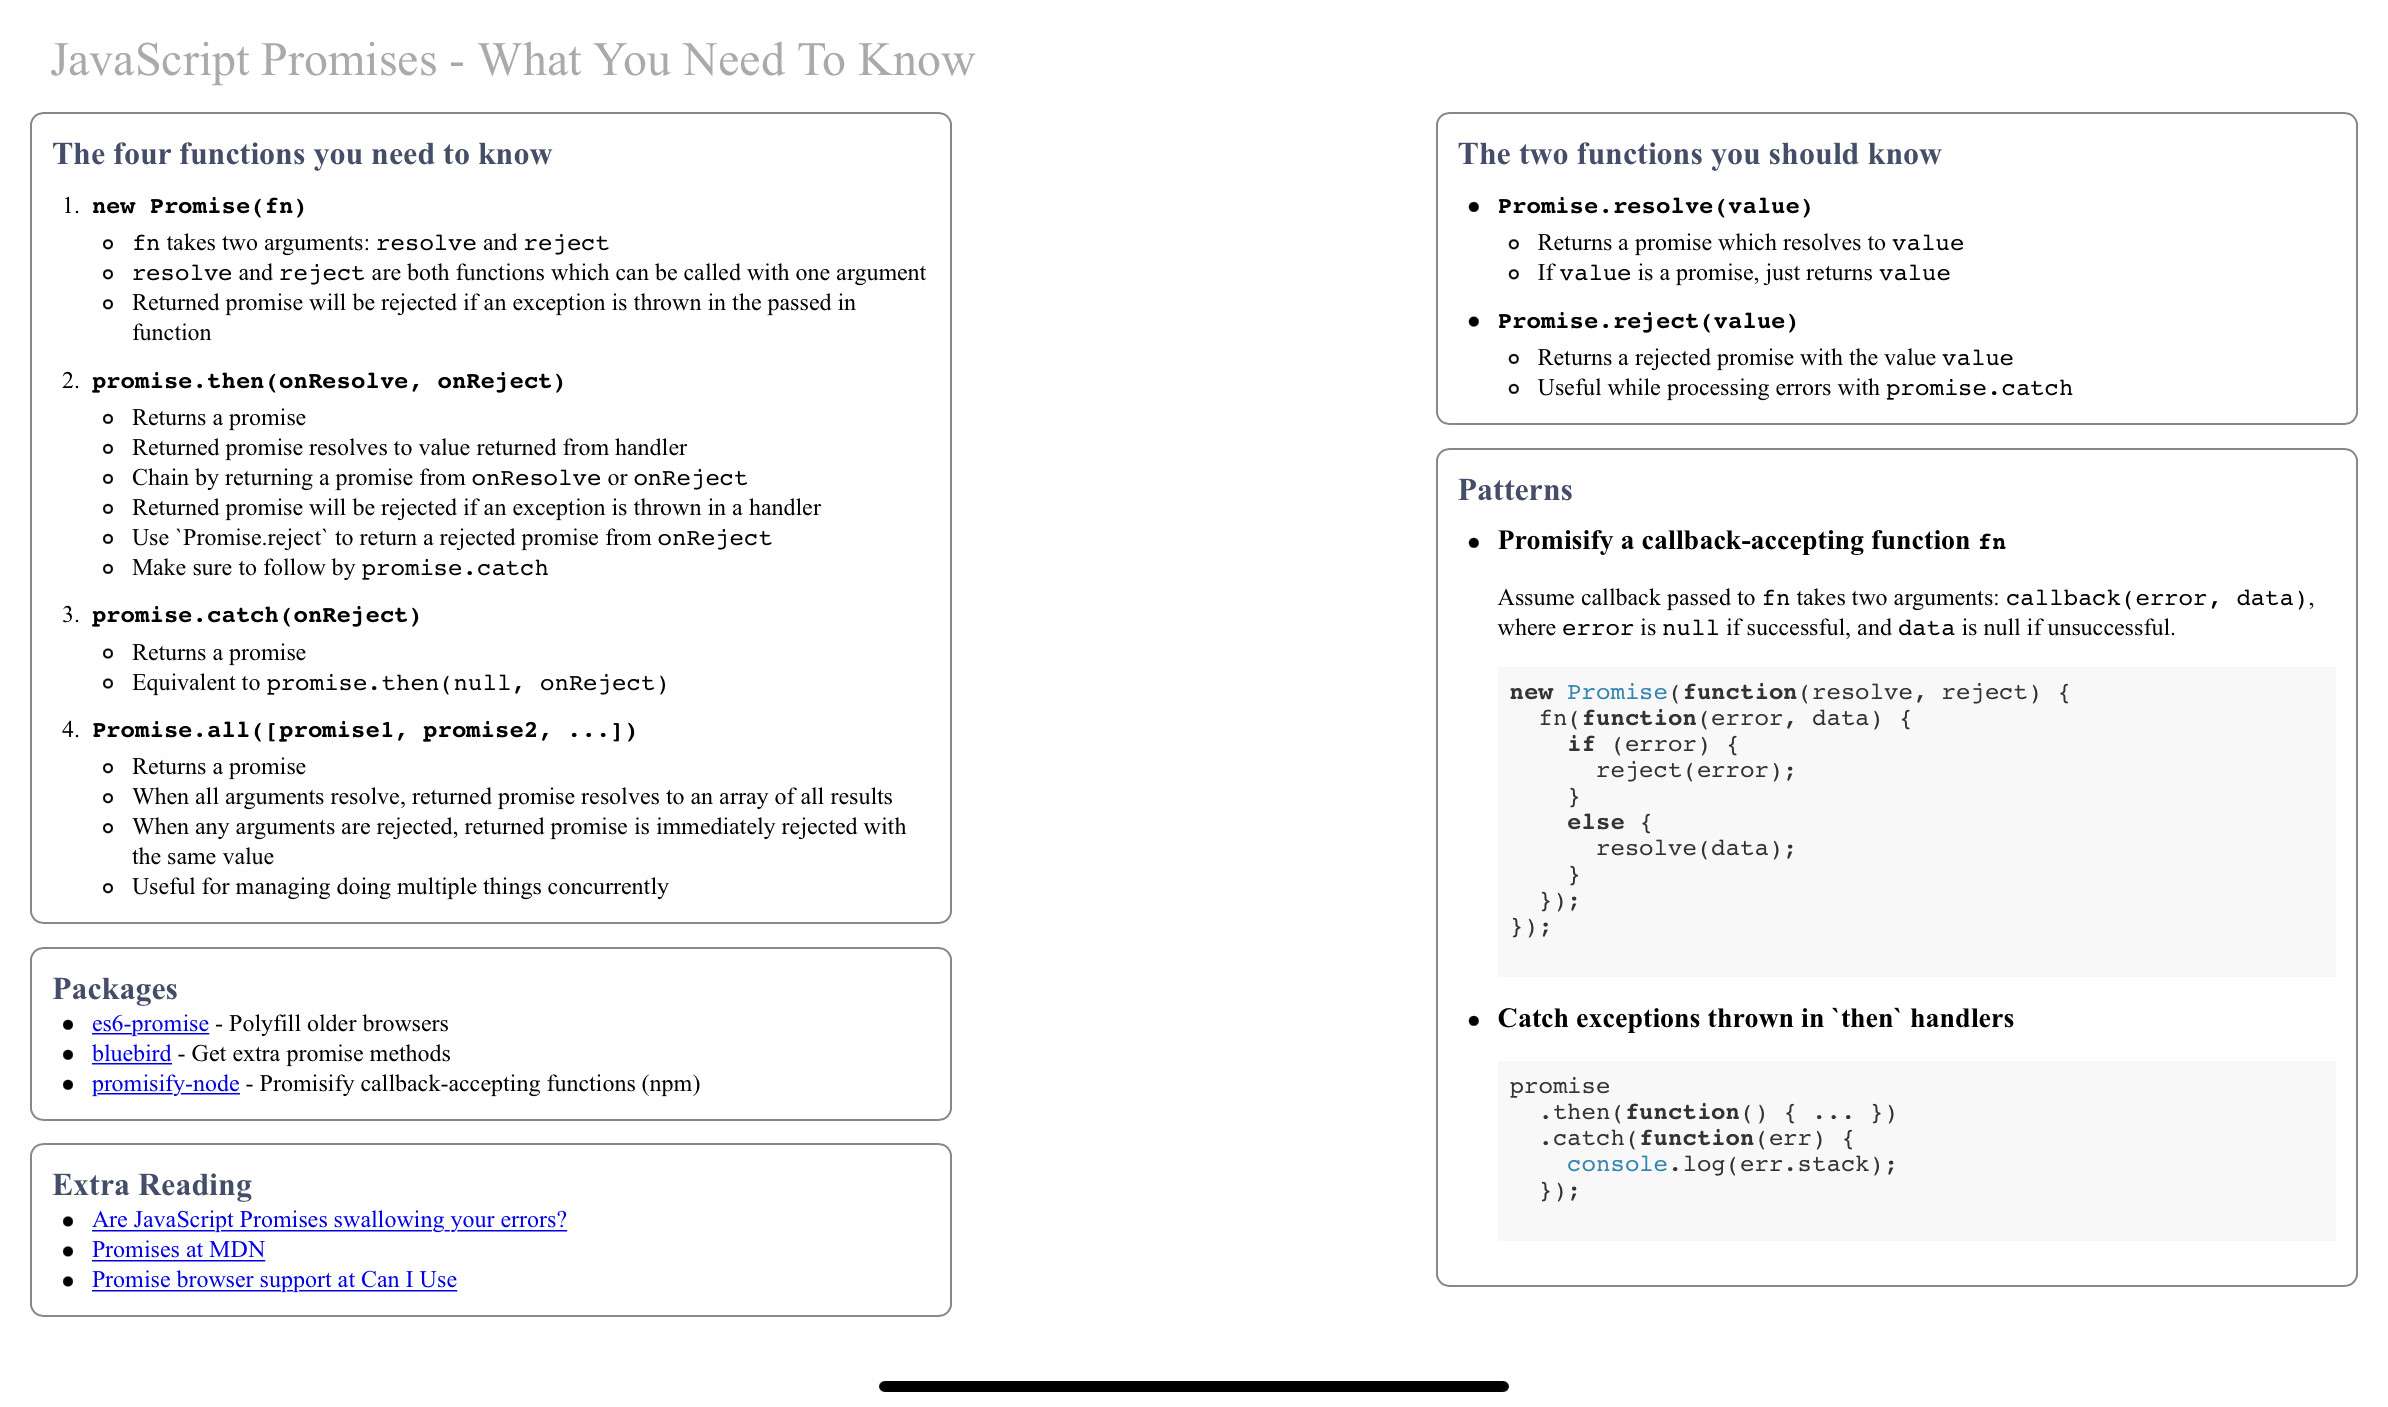 JavaScript Promises - What You Need To Know
The four functions you need to know
1. new Promise(fn)
fn takes two arguments: resolve and reject
resolve and reject are both functions which can be called with one argument
Returned promise will be rejected if an exception is thrown in the passed in
function
2. promise.then(onResolve, onReject)
Returns a promise
Returned promise resolves to value returned from handler
Chain by returning a promise from onResolve or onReject
Returned promise will be rejected if an exception is thrown in a handler
Use `Promise.reject` to return a rejected promise from onReject
Make sure to follow by promise.catch
3. promise.catch(onReject)
Returns a promise
Equivalent to promise.then(null, onReject)
4. Promise.all([promise1, promise2, ...])
Returns a promise
When all arguments resolve, returned promise resolves to an array of all results
When any arguments are rejected, returned promise is immediately rejected with
the same value
Useful for managing doing multiple things concurrently
Packages
es6-promise - Polyfill older browsers
bluebird - Get extra promise methods
promisify-node - Promisify callback-accepting functions (npm)
Extra Reading
Are JavaScript Promises swallowing your errors?
Promises at MDN
Promise browser support at Can I Use
The two functions you should know
Promise.resolve(value)
Returns a promise which resolves to value
If value is a promise, just returns value
Promise.reject(value)
Returns a rejected promise with the value value
Useful while processing errors with promise.catch
Patterns
Promisify a callback-accepting function fn
Assume callback passed to fn takes two arguments: callback(error, data),
where error is null if successful, and data is null if unsuccessful.
new Promise(function(resolve, reject) {
  fn(function(error, data) {
    if (error) {
      reject(error);
    }
    else {
      resolve(data);
    }
  });
});
Catch exceptions thrown in `then` handlers
promise
  .then(function() { ... })
  .catch(function(err) {
    console.log(err.stack);
  });